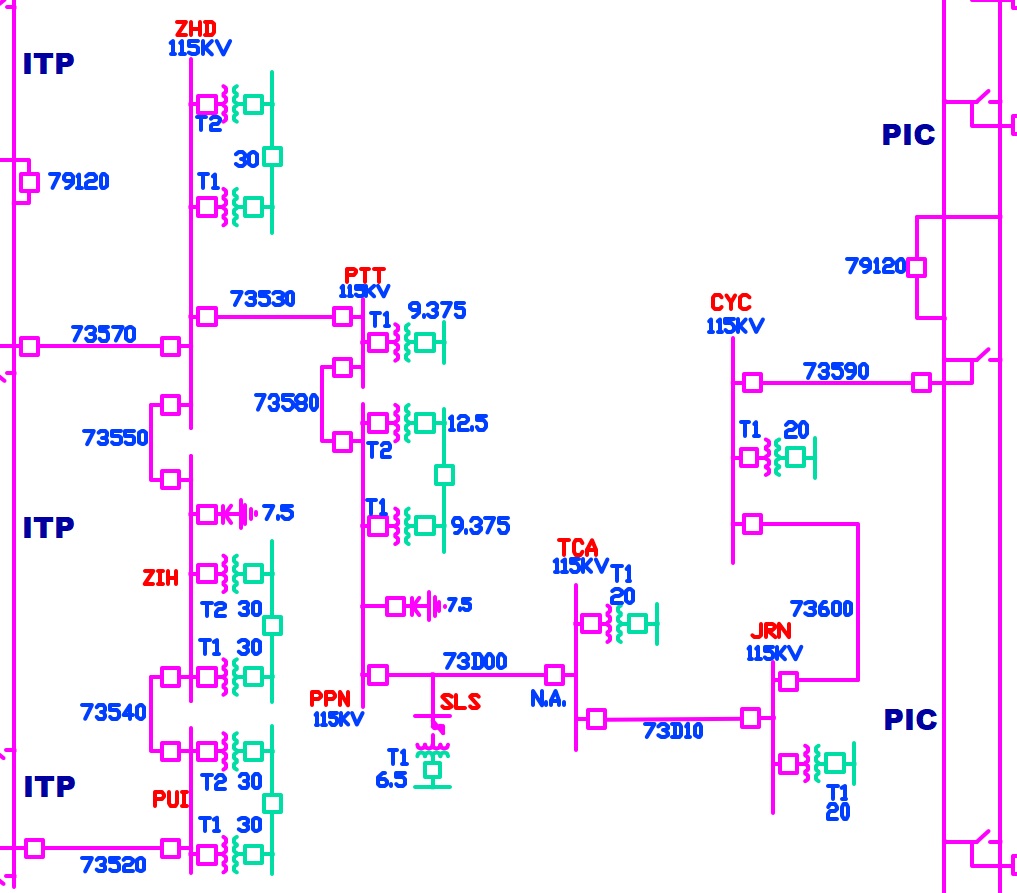 ZHD
115KV
ITP
T2
30
T1
79120
PIC
79120
73530
PTT
115KV
9.375
T1
73570
CYC
115KV
73590
73580
T2
12.5
73550
T1
20
7.5
T1
9.375
ITP
ZIH
T2 30
TCA
115KV
T1
20
7.5
73600
T1 30
JRN
115KV
73D00
73540
PPN
115KV
SLS
N.A.
73D10
PIC
T1
6.5
ITP
T2 30
PUI
T1
20
T1 30
73520